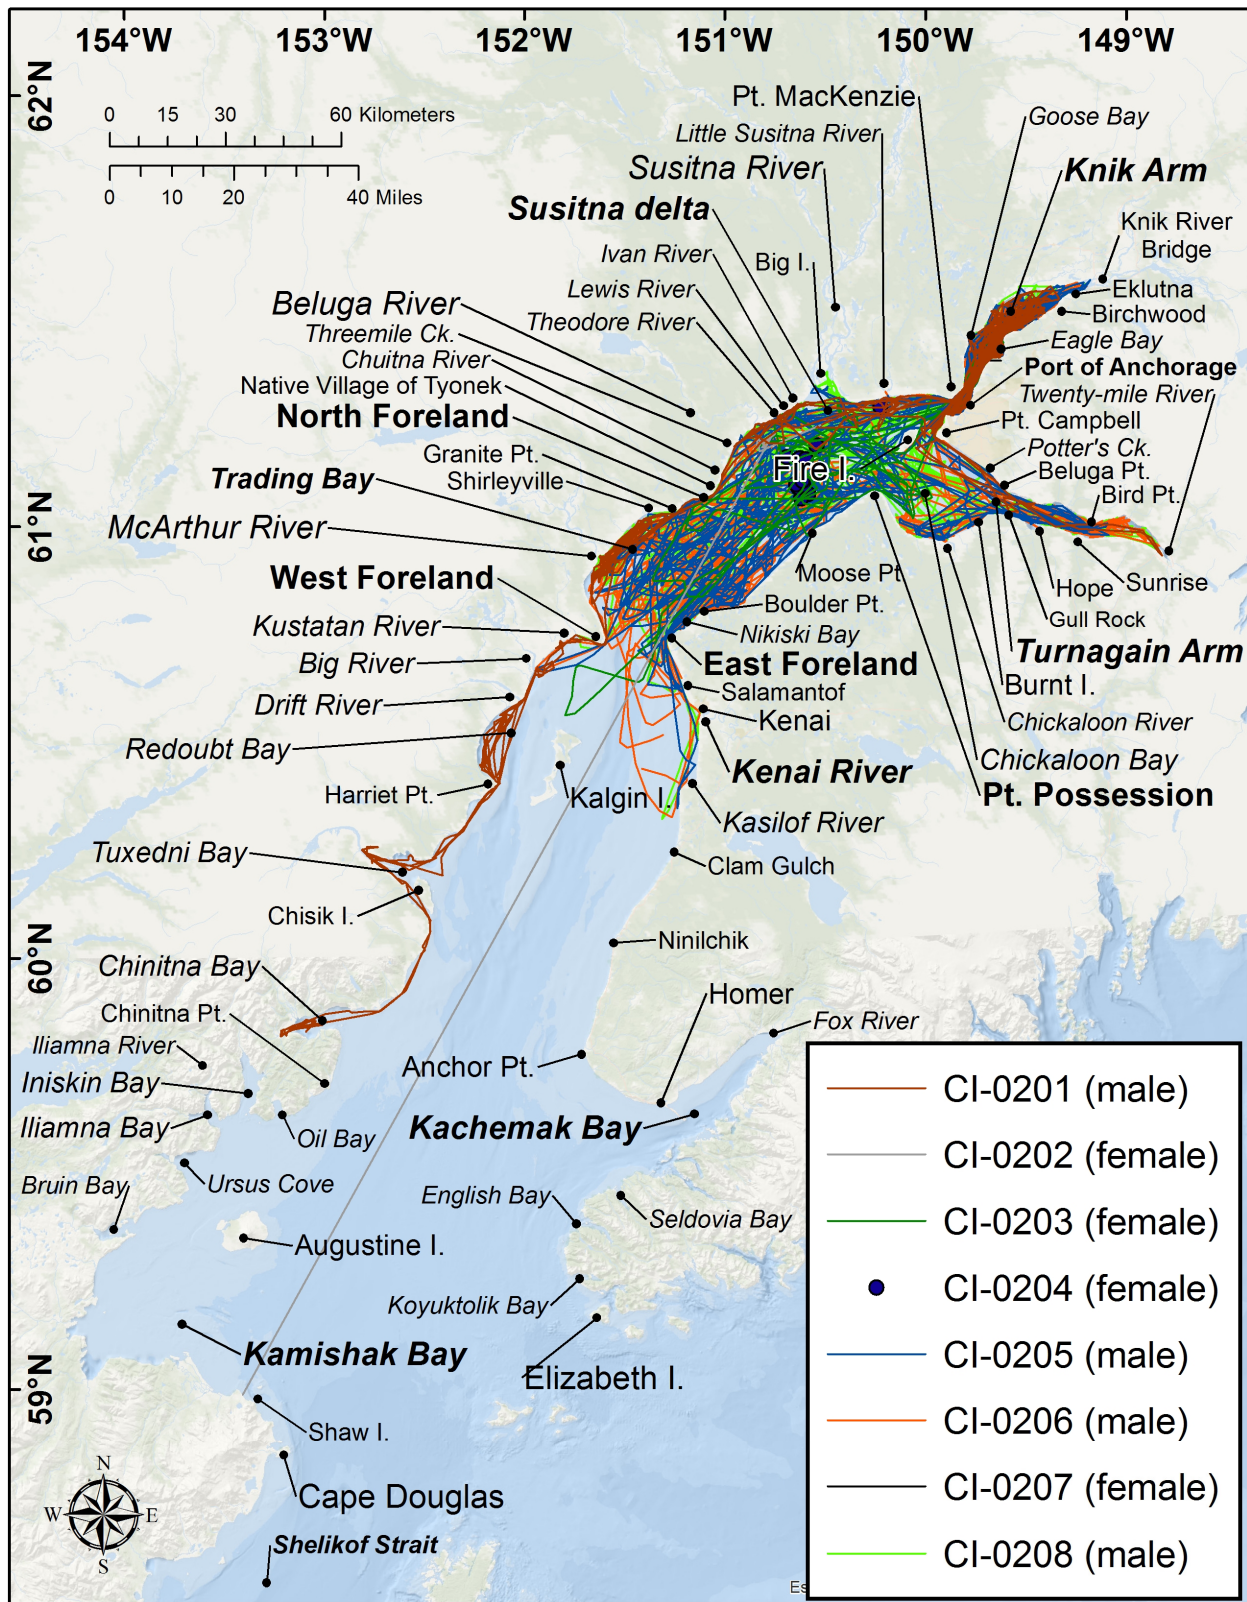 154°W 153°W 152°W 151°W 150°W 149°W
62°N
0 15 30 60 Kilometers
0 10 20 40 Miles
Pt. MacKenzie
Goose Bay
Little Susitna River
Susitna River
Knik Arm
Susitna delta
Knik River
Bridge
Ivan River
Big I.
Lewis River
Eklutna
Beluga River
Birchwood
Theodore River
Threemile Ck.
Eagle Bay
Chuitna River
Port of Anchorage
Native Village of Tyonek
Twenty-mile River
North Foreland
Pt. Campbell
Granite Pt.
Potter's Ck.
Fire I.
Beluga Pt.
Trading Bay
Shirleyville
Bird Pt.
61°N
McArthur River
West Foreland
Moose Pt.
Hope
Sunrise
Boulder Pt.
Gull Rock
Kustatan River
Nikiski Bay
Turnagain Arm
Big River
East Foreland
Burnt I.
Salamantof
Drift River
Kenai
Chickaloon River
Redoubt Bay
Chickaloon Bay
Kenai River
Harriet Pt.
Kalgin I.
Pt. Possession
Kasilof River
Tuxedni Bay
Clam Gulch
Chisik I.
Ninilchik
60°N
Chinitna Bay
Homer
Chinitna Pt.
Fox River
Iliamna River
Anchor Pt.
Iniskin Bay
Iliamna Bay
Oil Bay
Kachemak Bay
Bruin Bay
Ursus Cove
English Bay
Seldovia Bay
Augustine I.
Koyuktolik Bay
Kamishak Bay
Elizabeth I.
59°N
Shaw I.
Cape Douglas
Shelikof Strait
N
W E
S
Es
CI-0201 (male)
CI-0202 (female)
CI-0203 (female)
CI-0204 (female)
CI-0205 (male)
CI-0206 (male)
CI-0207 (female)
CI-0208 (male)